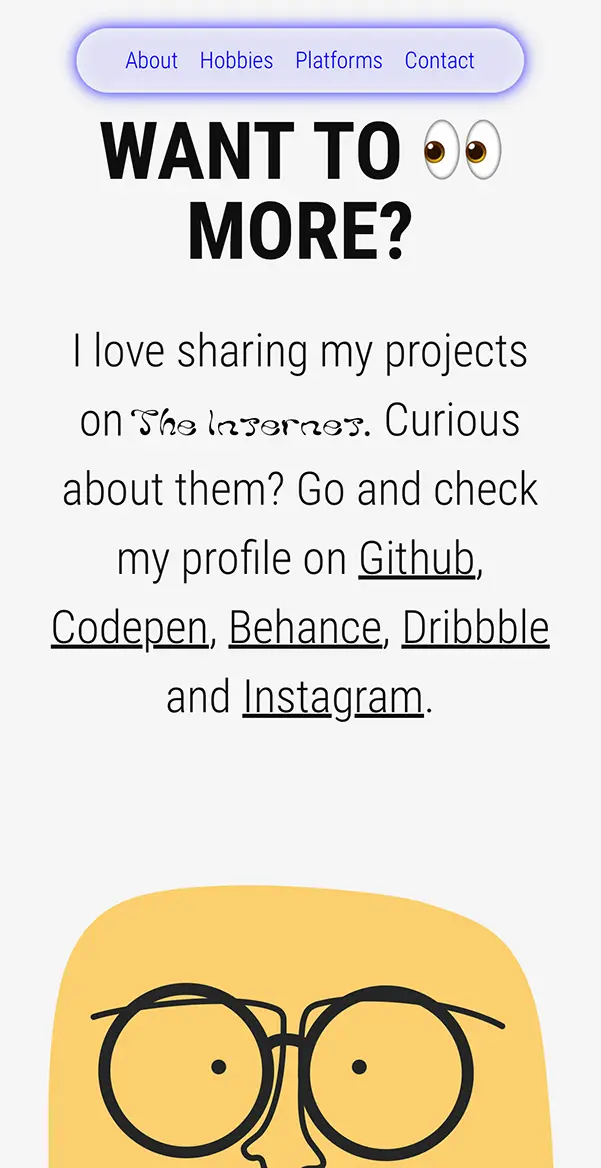 About Hobbies Platforms Contact
WANT TO 👀
MORE?
I love sharing my projects
on The Internet. Curious
about them? Go and check
my profile on Github,
Codepen, Behance, Dribbble
and Instagram.